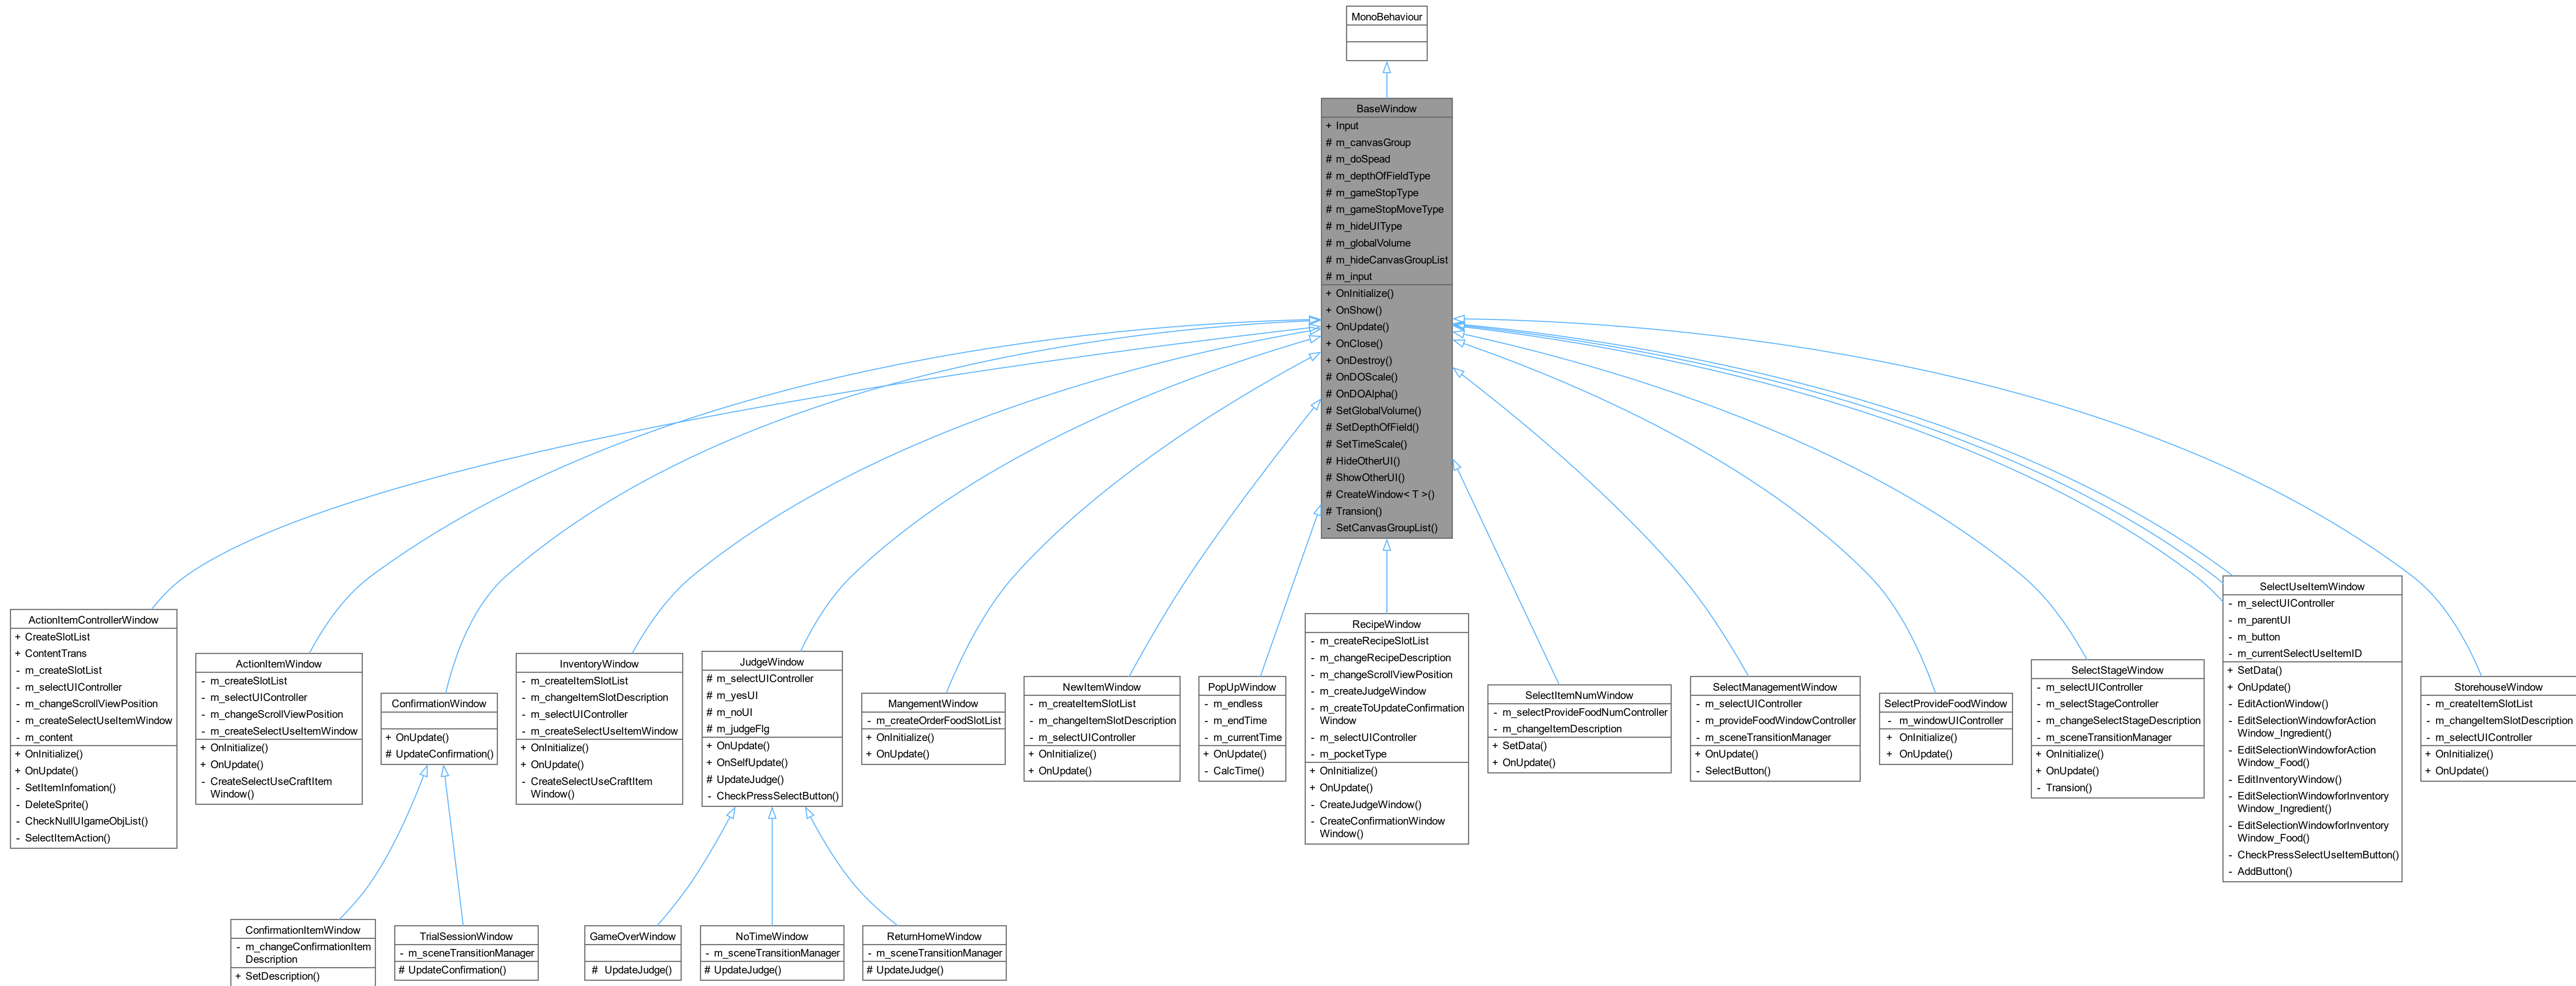 MonoBehaviour
BaseWindow
+ Input
# m_canvasGroup
# m_doSpead
# m_depthOfFieldType
# m_gameStopType
# m_gameStopMoveType
# m_hideUIType
# m_globalVolume
# m_hideCanvasGroupList
# m_input
+ OnInitialize()
+ OnShow()
+ OnUpdate()
+ OnClose()
+ OnDestroy()
# OnDOScale()
# OnDOAlpha()
# SetGlobalVolume()
# SetDepthOfField()
# SetTimeScale()
# HideOtherUI()
# ShowOtherUI()
# CreateWindow< T >()
# Transion()
- SetCanvasGroupList()
ActionItemControllerWindow
+ CreateSlotList
+ ContentTrans
- m_createSlotList
- m_selectUIController
- m_changeScrollViewPosition
- m_createSelectUseItemWindow
- m_content
+ OnInitialize()
+ OnUpdate()
- SetItemInfomation()
- DeleteSprite()
- CheckNullUIgameObjList()
- SelectItemAction()
ActionItemWindow
- m_createSlotList
- m_selectUIController
- m_changeScrollViewPosition
- m_createSelectUseItemWindow
+ OnInitialize()
+ OnUpdate()
- CreateSelectUseCraftItem
Window()
ConfirmationWindow
+ OnUpdate()
# UpdateConfirmation()
InventoryWindow
- m_createItemSlotList
- m_changeItemSlotDescription
- m_selectUIController
- m_createSelectUseItemWindow
+ OnInitialize()
+ OnUpdate()
- CreateSelectUseCraftItem
Window()
JudgeWindow
# m_selectUIController
# m_yesUI
# m_noUI
# m_judgeFlg
+ OnUpdate()
+ OnSelfUpdate()
# UpdateJudge()
- CheckPressSelectButton()
MangementWindow
- m_createOrderFoodSlotList
+ OnInitialize()
+ OnUpdate()
NewItemWindow
- m_createItemSlotList
- m_changeItemSlotDescription
- m_selectUIController
+ OnInitialize()
+ OnUpdate()
PopUpWindow
- m_endless
- m_endTime
- m_currentTime
+ OnUpdate()
- CalcTime()
RecipeWindow
- m_createRecipeSlotList
- m_changeRecipeDescription
- m_changeScrollViewPosition
- m_createJudgeWindow
- m_createToUpdateConfirmation
Window
- m_selectUIController
- m_pocketType
+ OnInitialize()
+ OnUpdate()
- CreateJudgeWindow()
- CreateConfirmationWindow
Window()
SelectItemNumWindow
- m_selectProvideFoodNumController
- m_changeItemDescription
+ SetData()
+ OnUpdate()
SelectManagementWindow
- m_selectUIController
- m_provideFoodWindowController
- m_sceneTransitionManager
+ OnUpdate()
- SelectButton()
SelectProvideFoodWindow
- m_windowUIController
+ OnInitialize()
+ OnUpdate()
SelectStageWindow
- m_selectUIController
- m_selectStageController
- m_changeSelectStageDescription
- m_sceneTransitionManager
+ OnInitialize()
+ OnUpdate()
- Transion()
SelectUseItemWindow
- m_selectUIController
- m_parentUI
- m_button
- m_currentSelectUseItemID
+ SetData()
+ OnUpdate()
- EditActionWindow()
- EditSelectionWindowforAction
Window_Ingredient()
- EditSelectionWindowforAction
Window_Food()
- EditInventoryWindow()
- EditSelectionWindowforInventory
Window_Ingredient()
- EditSelectionWindowforInventory
Window_Food()
- CheckPressSelectUseItemButton()
- AddButton()
StorehouseWindow
- m_createItemSlotList
- m_changeItemSlotDescription
- m_selectUIController
+ OnInitialize()
+ OnUpdate()
ConfirmationItemWindow
- m_changeConfirmationItem
Description
+ SetDescription()
TrialSessionWindow
- m_sceneTransitionManager
# UpdateConfirmation()
GameOverWindow
# UpdateJudge()
NoTimeWindow
- m_sceneTransitionManager
# UpdateJudge()
ReturnHomeWindow
- m_sceneTransitionManager
# UpdateJudge()